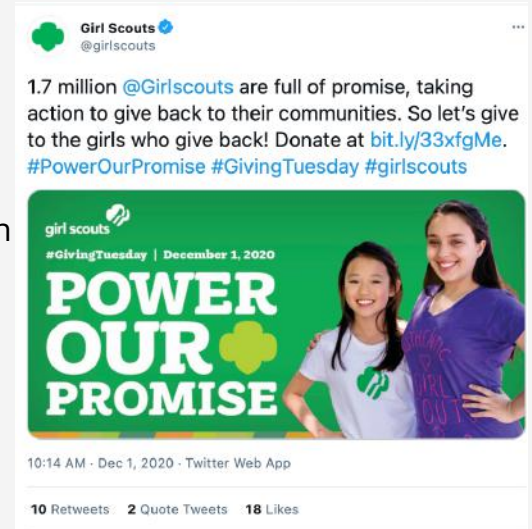 Girl Scouts
@girlscouts
...
1.7 million @Girlscouts are full of promise, taking
action to give back to their communities. So let's give
to the girls who give back! Donate at bit.ly/33xfgMe.
#PowerOurPromise #GivingTuesday #girlscouts
n
girl scouts
#GivingTuesday | December 1, 2020
POWER
OUR
PROMISE
GIRL
OUT
10:14 AM · Dec 1, 2020 · Twitter Web App
10 Retweets 2 Quote Tweets 18 Likes